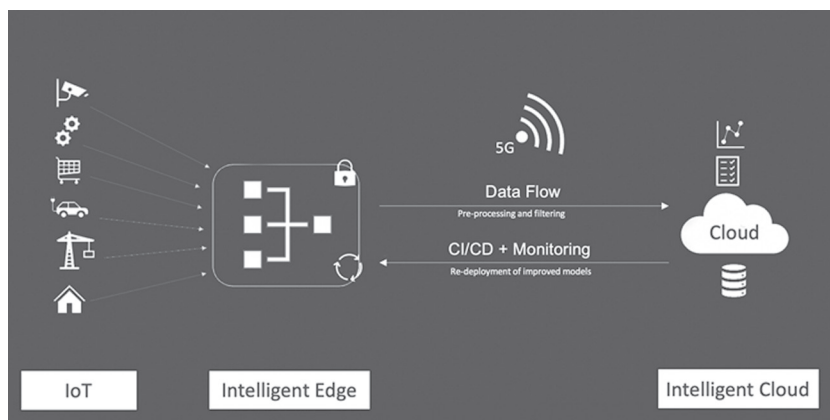 5G
Data Flow
Pre-processing and filtering
CI/CD + Monitoring
Re-deployment of improved models
Cloud
IoT
Intelligent Edge
Intelligent Cloud